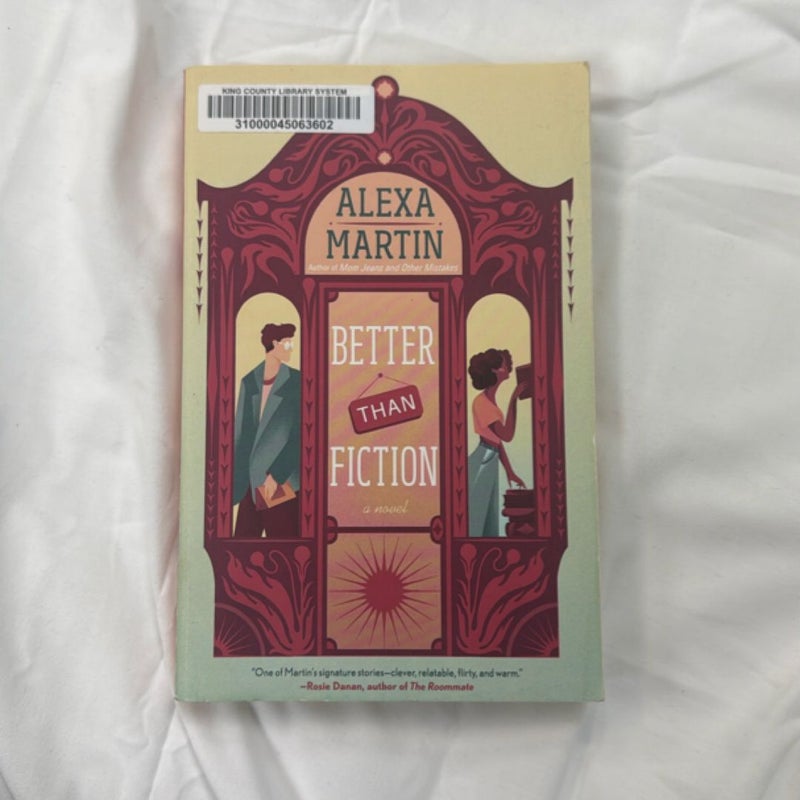 KING COUNTY LIBRARY SYSTEM
31000045063602
ALEXA
MARTIN
Author of Mom Jeans and Other Mistakes
BETTER
THAN
FICTION
a novel
"One of Martin's signature stories—clever, relatable, flirty, and warm."
—Rosie Danan, author of The Roommate